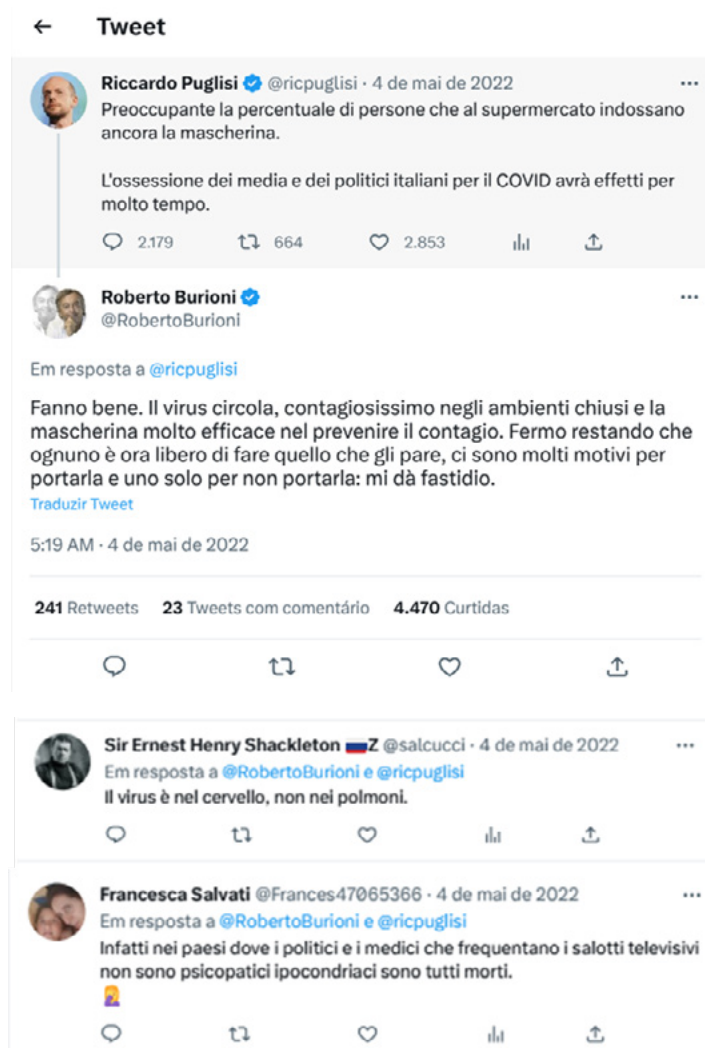 Tweet
Riccardo Puglisi @ricpuglisi · 4 de mai de 2022
Preoccupante la percentuale di persone che al supermercato indossano
ancora la mascherina.
L'ossessione dei media e dei politici italiani per il COVID avrà effetti per
molto tempo.
2.179 664 2.853
Roberto Burioni
@RobertoBurioni
Em resposta a @ricpuglisi
Fanno bene. Il virus circola, contagiosissimo negli ambienti chiusi e la
mascherina molto efficace nel prevenire il contagio. Fermo restando che
ognuno è ora libero di fare quello che gli pare, ci sono molti motivi per
portarla e uno solo per non portarla: mi dà fastidio.
Traduzir Tweet
5:19 AM · 4 de mai de 2022
241 Retweets 23 Tweets com comentário 4.470 Curtidas
Sir Ernest Henry Shackleton 🇷🇺Z @salcucci · 4 de mai de 2022
Em resposta a @RobertoBurioni e @ricpuglisi
Il virus è nel cervello, non nei polmoni.
Francesca Salvati @Frances47065366 · 4 de mai de 2022
Em resposta a @RobertoBurioni e @ricpuglisi
Infatti nei paesi dove i politici e i medici che frequentano i salotti televisivi
non sono psicopatici ipocondriaci sono tutti morti.
🤦‍♀️